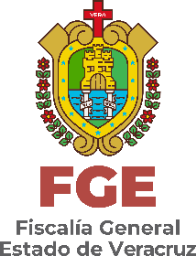 VERA
FGE
Fiscalía General
Estado de Veracruz